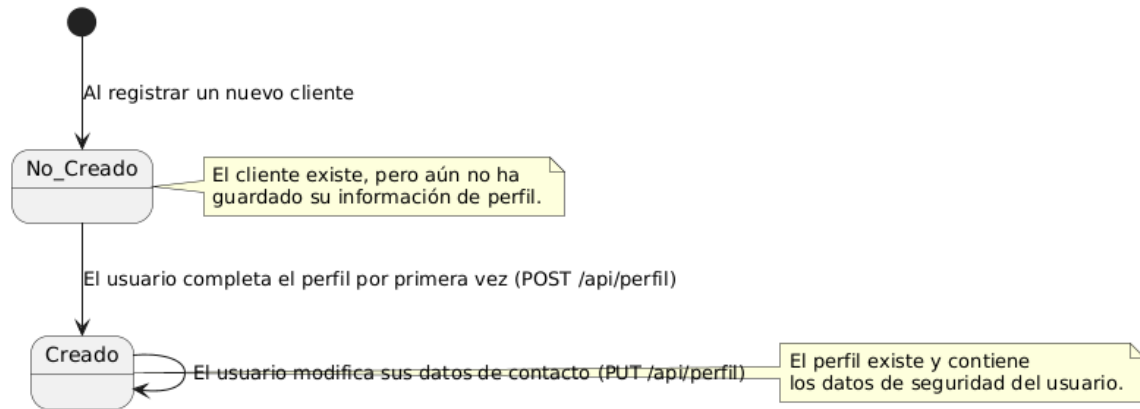 Al registrar un nuevo cliente
No_Creado
El cliente existe, pero aún no ha
guardado su información de perfil.
El usuario completa el perfil por primera vez (POST /api/perfil)
Creado
El usuario modifica sus datos de contacto (PUT /api/perfil)
El perfil existe y contiene
los datos de seguridad del usuario.